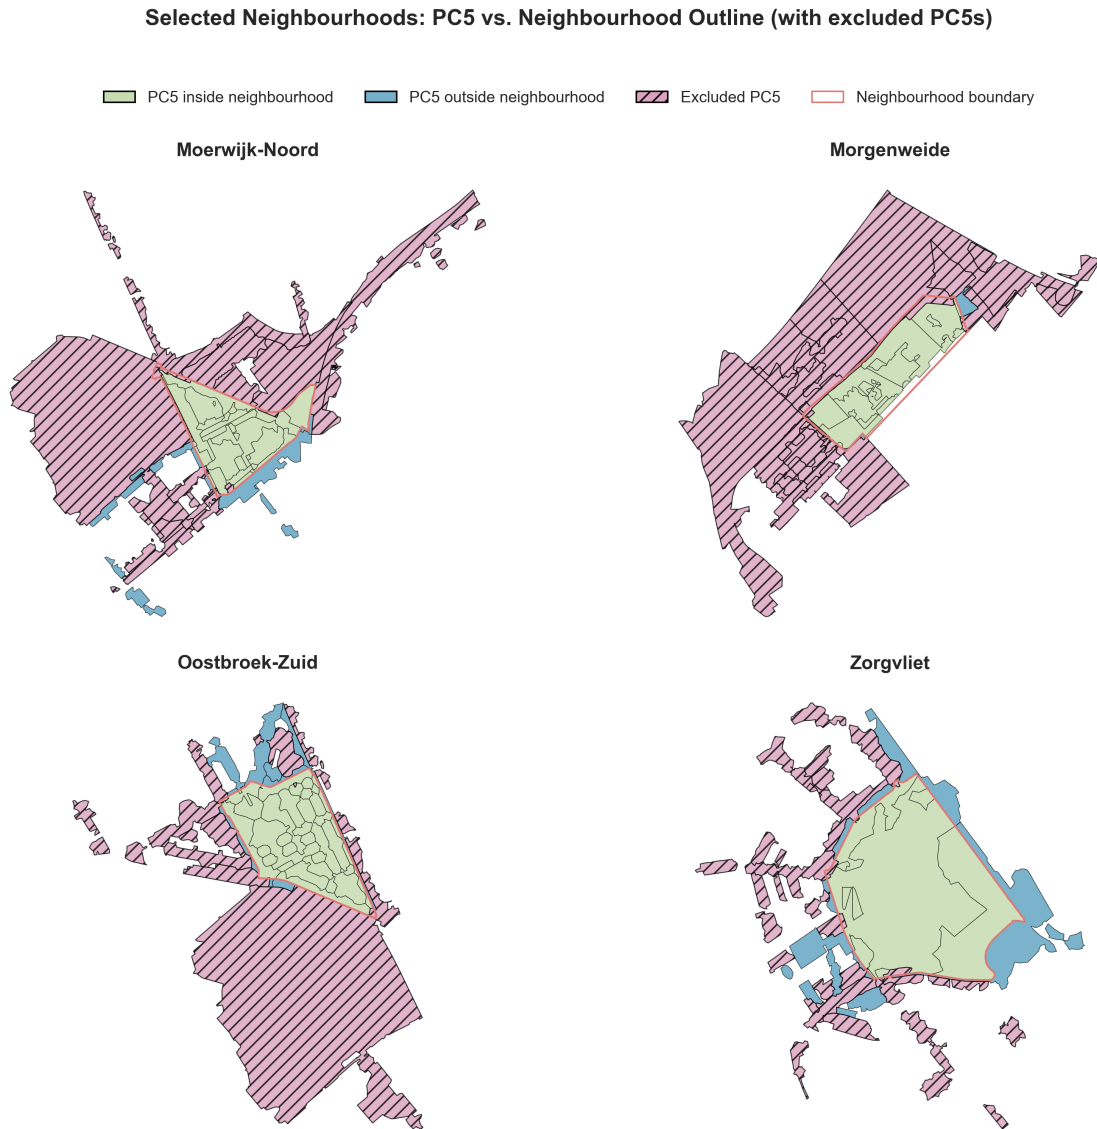 Selected Neighbourhoods: PC5 vs. Neighbourhood Outline (with excluded PC5s)
PC5 inside neighbourhood PC5 outside neighbourhood Excluded PC5 Neighbourhood boundary
Moerwijk-Noord Morgenweide
Oostbroek-Zuid Zorgvliet